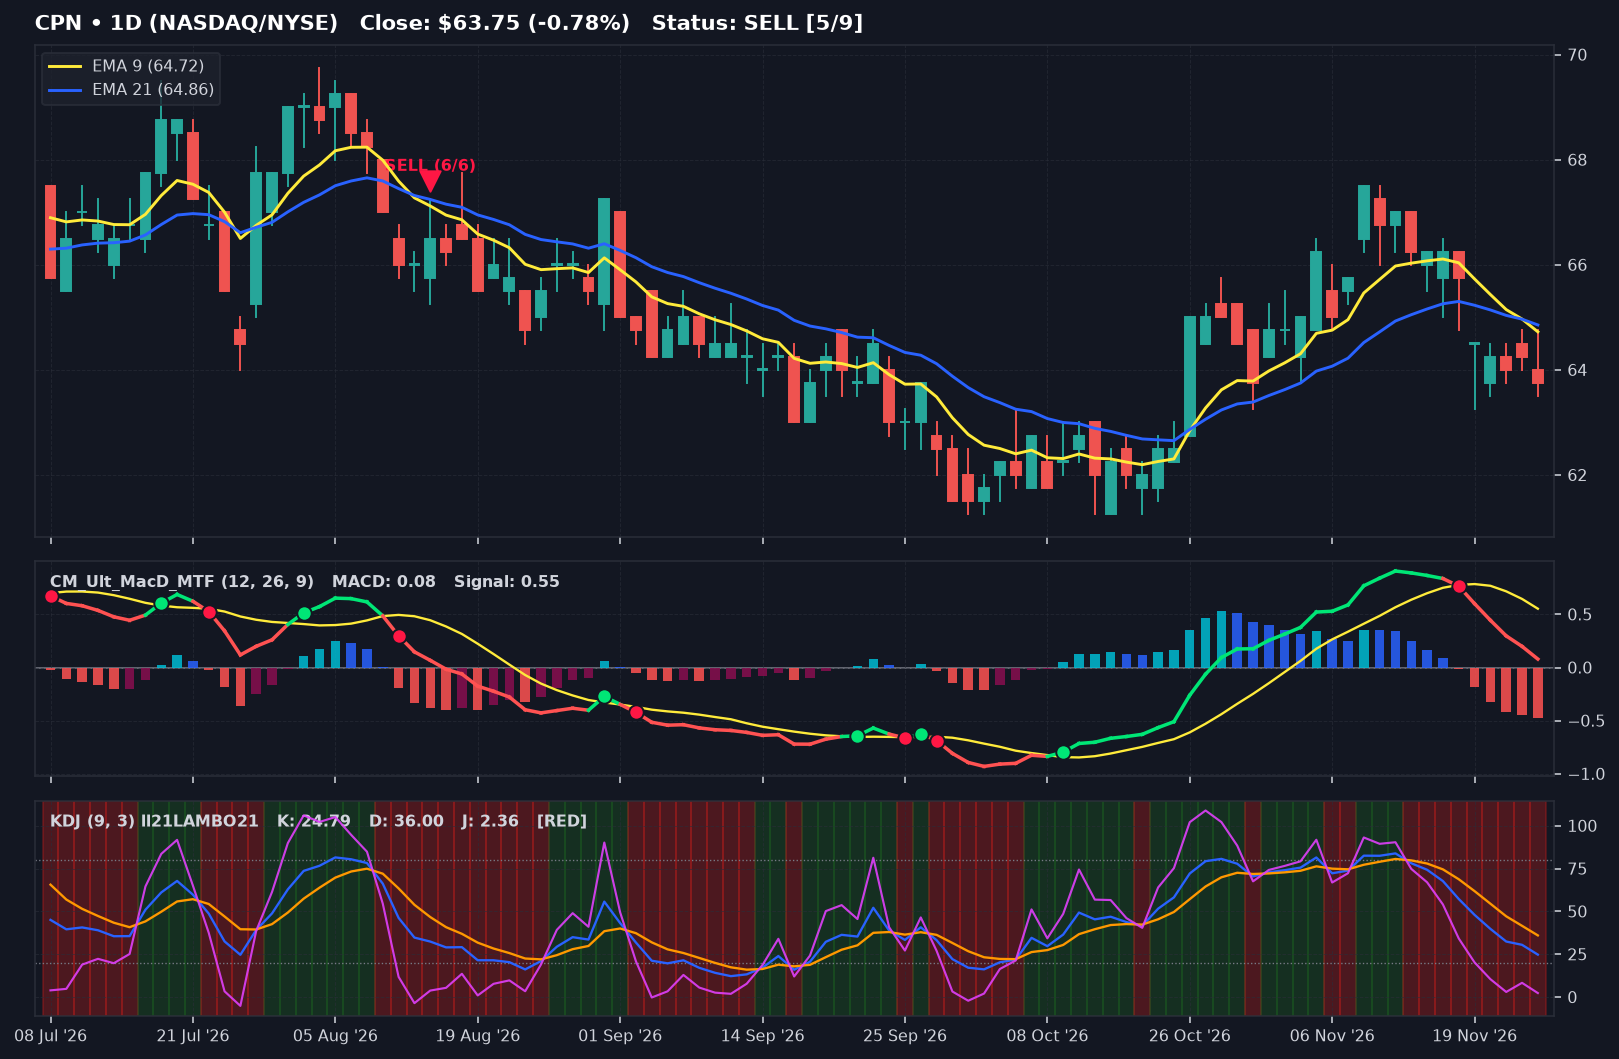 CPN • 1D (NASDAQ/NYSE)   Close: $63.75 (-0.78%)   Status: SELL [5/9]
EMA 9 (64.72)
EMA 21 (64.86)
SELL (6/6)
70
68
66
64
62
CM_Ult_MacD_MTF (12, 26, 9)   MACD: 0.08   Signal: 0.55
0.5
0.0
−0.5
−1.0
KDJ (9, 3) II21LAMBO21   K: 24.79   D: 36.00   J: 2.36   [RED]
100
75
50
25
0
08 Jul '26
21 Jul '26
05 Aug '26
19 Aug '26
01 Sep '26
14 Sep '26
25 Sep '26
08 Oct '26
26 Oct '26
06 Nov '26
19 Nov '26